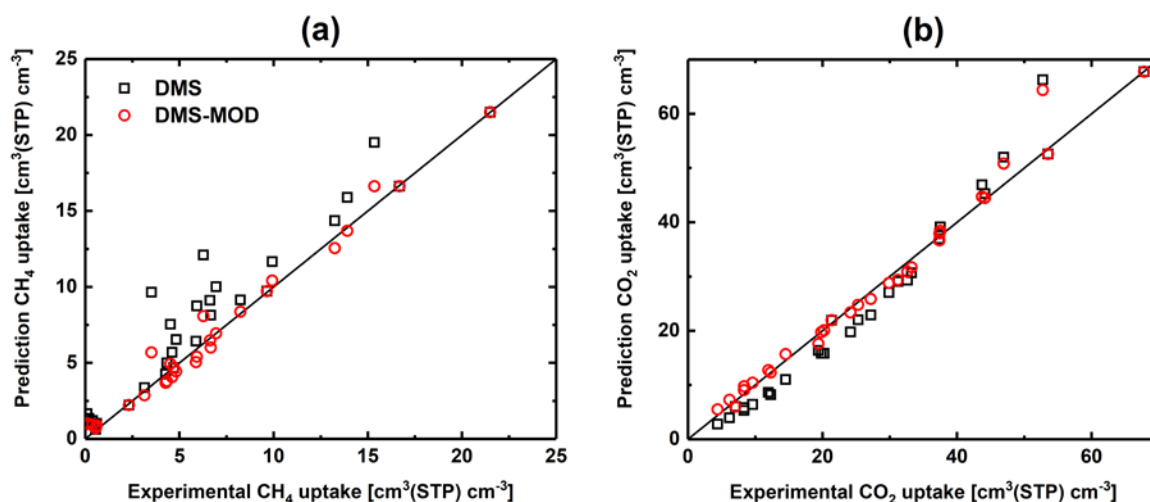 (a)
Prediction CH₄ uptake [cm³(STP) cm⁻³]
25
20
15
10
5
0
DMS
DMS-MOD
0 5 10 15 20 25
Experimental CH₄ uptake [cm³(STP) cm⁻³]
(b)
Prediction CO₂ uptake [cm³(STP) cm⁻³]
60
40
20
0
0 20 40 60
Experimental CO₂ uptake [cm³(STP) cm⁻³]